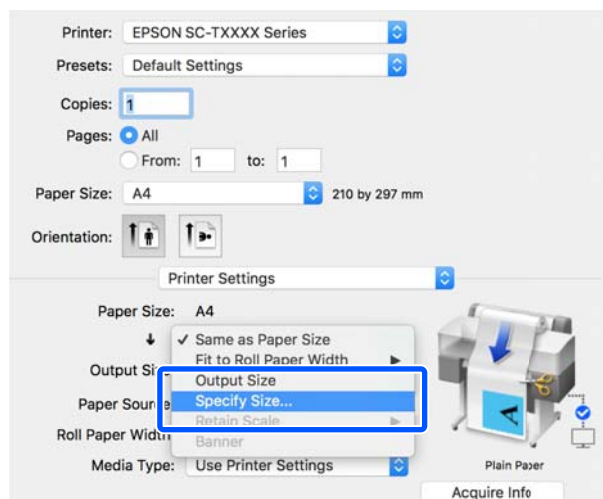 Printer: EPSON SC-TXXXX Series
Presets: Default Settings
Copies: 1
Pages: All
From: 1 to: 1
Paper Size: A4 210 by 297 mm
Orientation:
Printer Settings
Paper Size: A4
Same as Paper Size
Fit to Roll Paper Width
Output Size
Specify Size...
Retain Scale
Banner
Output Siz
Paper Source
Roll Paper Width
Media Type: Use Printer Settings
Plain Paper
Acquire Info